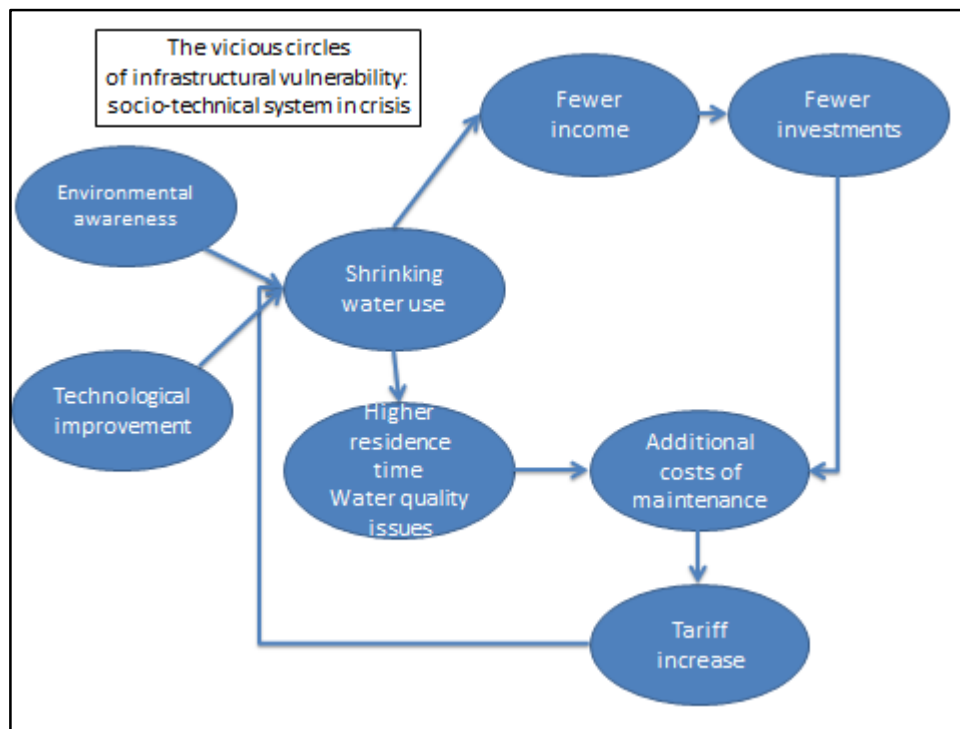 The vicious circles
of infrastructural vulnerability:
socio-technical system in crisis
Fewer
income
Fewer
investments
Environmental
awareness
Shrinking
water use
Technological
improvement
Higher
residence
time
Water quality
issues
Additional
costs of
maintenance
Tariff
increase